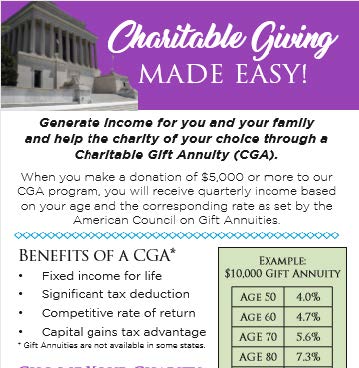 Charitable Giving
MADE EASY!
Generate income for you and your family
and help the charity of your choice through a
Charitable Gift Annuity (CGA).
When you make a donation of $5,000 or more to our
CGA program, you will receive quarterly income based
on your age and the corresponding rate as set by the
American Council on Gift Annuities.
BENEFITS OF A CGA*
• Fixed income for life
• Significant tax deduction
• Competitive rate of return
• Capital gains tax advantage
* Gift Annuities are not available in some states.
EXAMPLE:
$10,000 GIFT ANNUITY
AGE 50 4.0%
AGE 60 4.7%
AGE 70 5.6%
AGE 80 7.3%